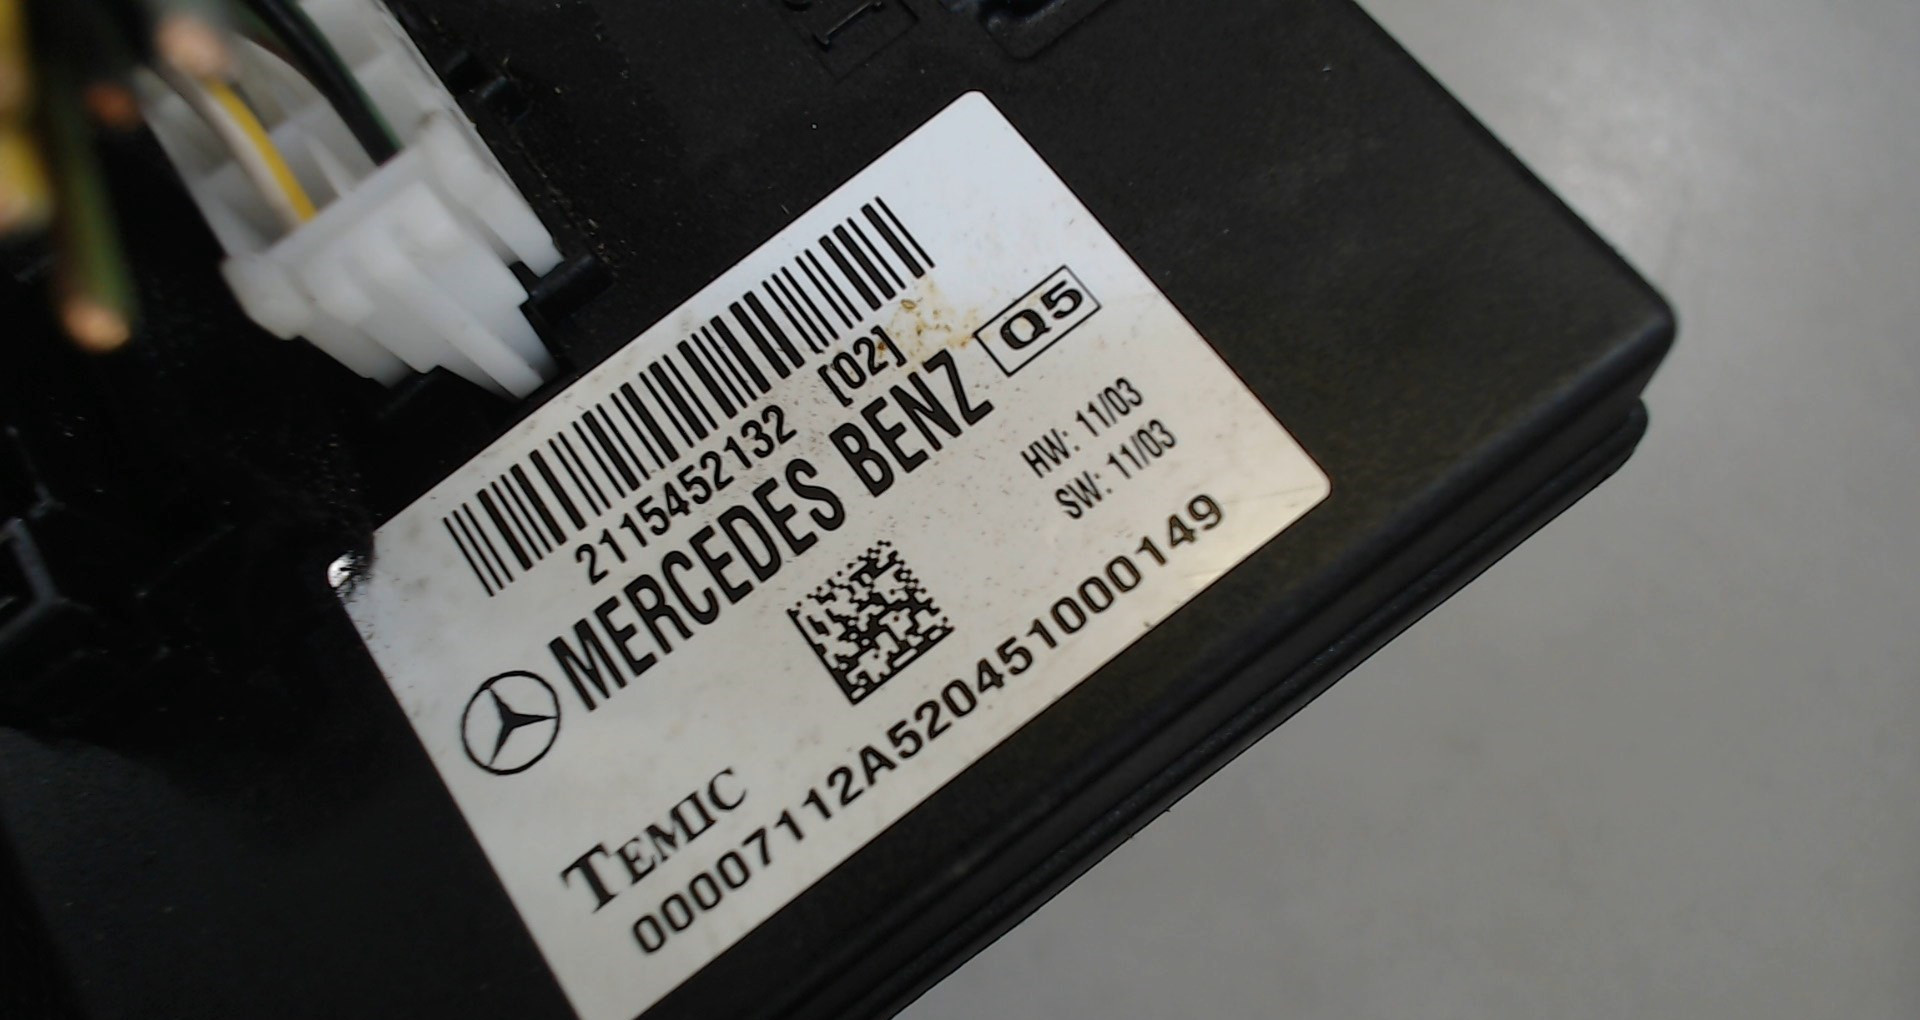 2115452132 [02]
MERCEDES BENZ Q5
HW: 11/03
SW: 11/03
TEMIC
00007112A520451000149